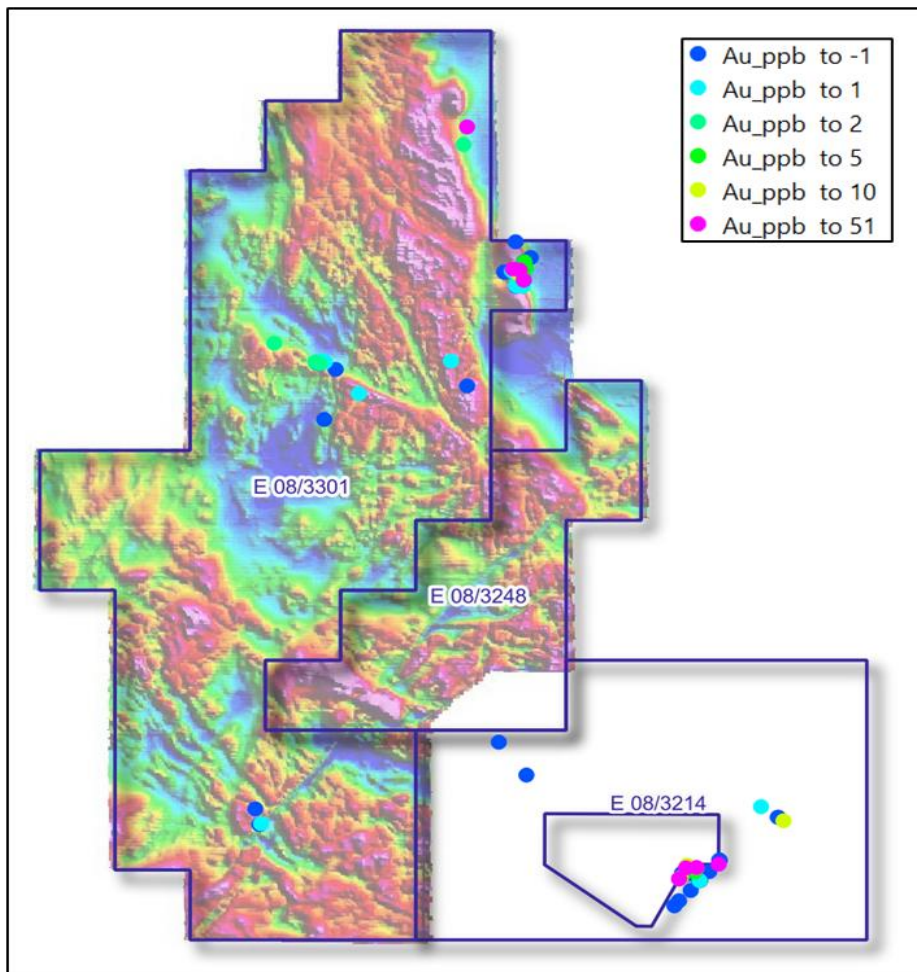 Au_ppb to -1
Au_ppb to 1
Au_ppb to 2
Au_ppb to 5
Au_ppb to 10
Au_ppb to 51
E 08/3301
E 08/3248
E 08/3214